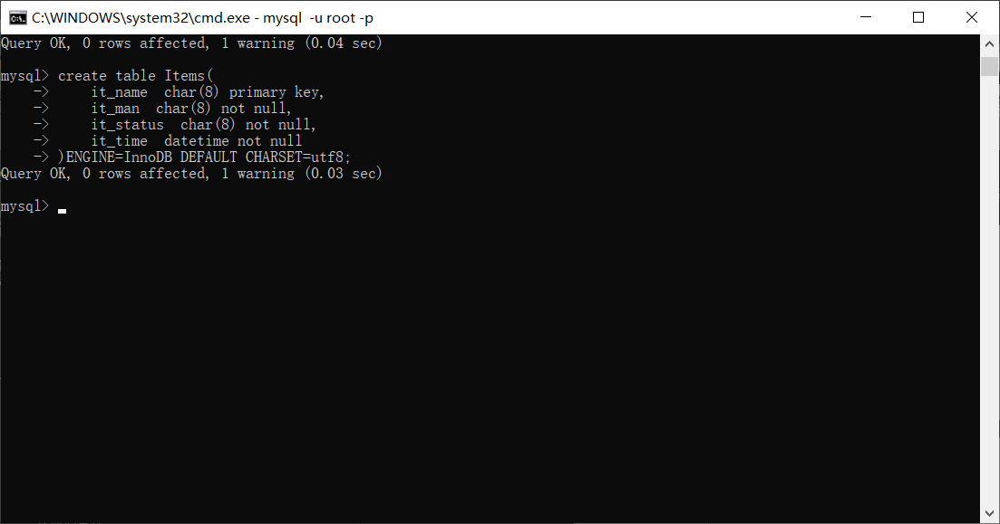 C:\WINDOWS\system32\cmd.exe - mysql  -u root -p
Query OK, 0 rows affected, 1 warning (0.04 sec)
mysql> create table Items(
    ->     it_name  char(8) primary key,
    ->     it_man  char(8) not null,
    ->     it_status  char(8) not null,
    ->     it_time  datetime not null
    -> )ENGINE=InnoDB DEFAULT CHARSET=utf8;
Query OK, 0 rows affected, 1 warning (0.03 sec)
mysql>